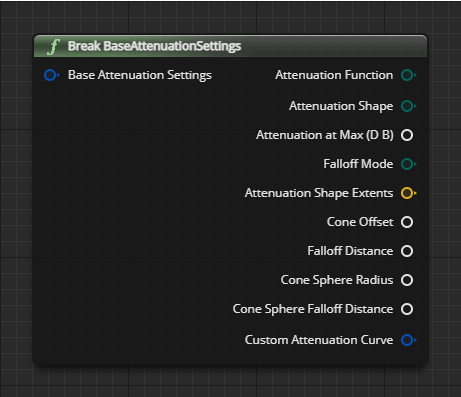 f Break BaseAttenuationSettings
Base Attenuation Settings
Attenuation Function
Attenuation Shape
Attenuation at Max (D B)
Falloff Mode
Attenuation Shape Extents
Cone Offset
Falloff Distance
Cone Sphere Radius
Cone Sphere Falloff Distance
Custom Attenuation Curve